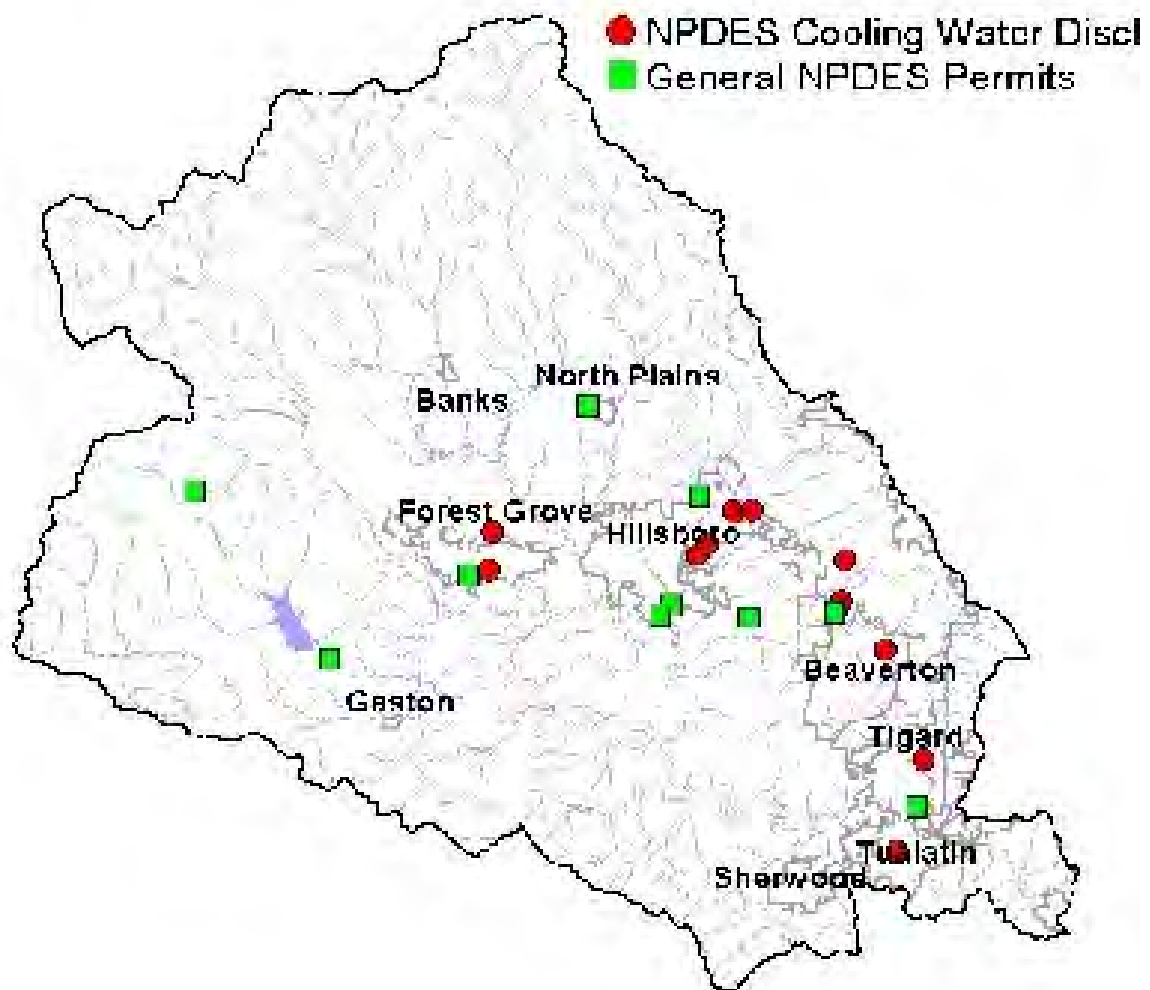 NPDES Cooling Water Discl
General NPDES Permits
North Plains
Banks
Forest Grove
Hillsboro
Beaverton
Gaston
Tigard
Tualatin
Sherwood